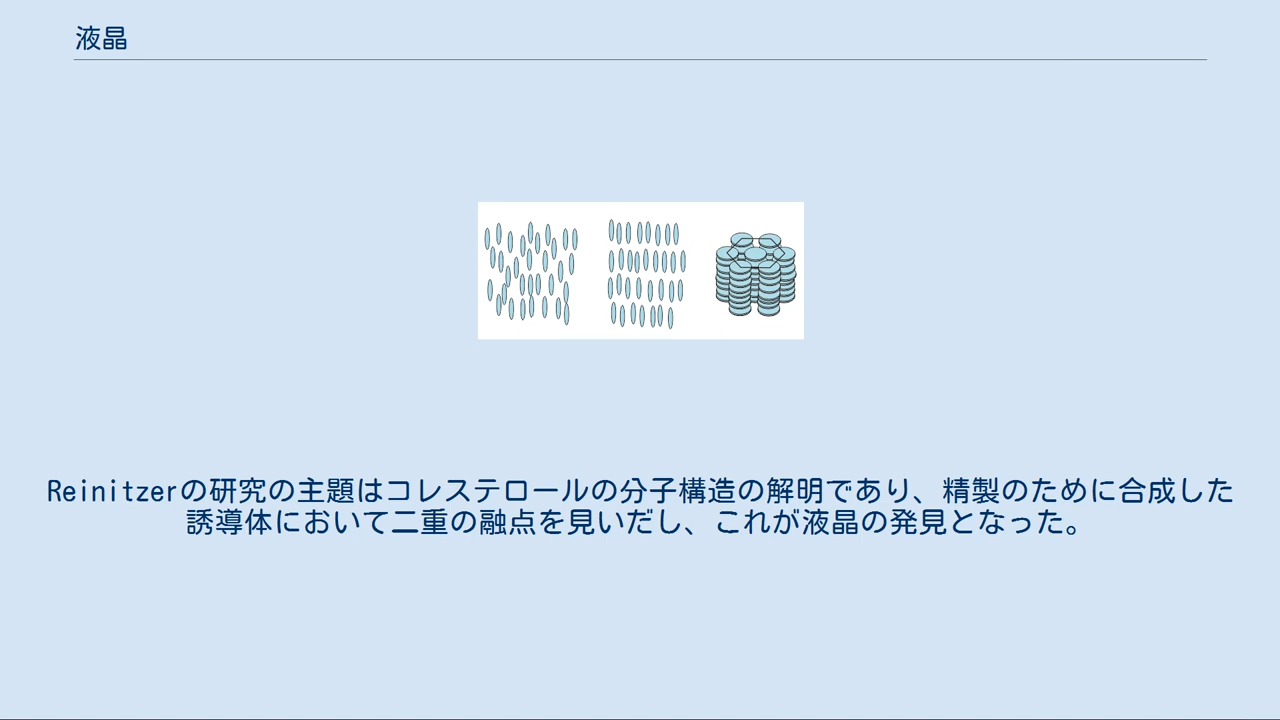 液晶
Reinitzerの研究の主題はコレステロールの分子構造の解明であり、精製のために合成した
誘導体において二重の融点を見いだし、これが液晶の発見となった。